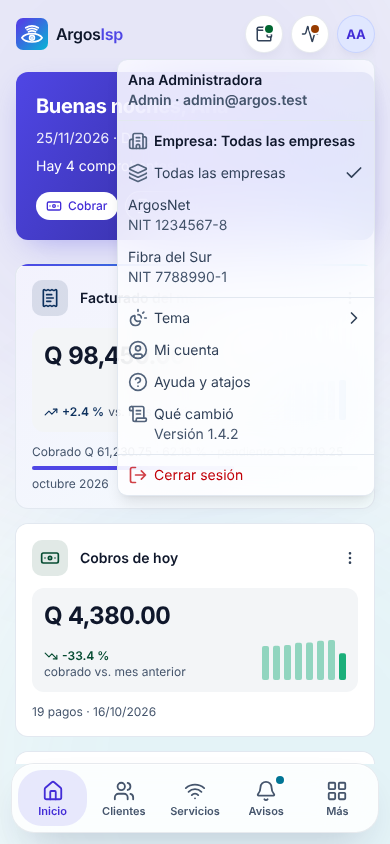 ArgosIsp
AA
Ana Administradora
Admin · admin@argos.test
Buenas
25/11/2026 ·
Hay 4
Cobrar
Empresa: Todas las empresas
Todas las empresas
ArgosNet
NIT 1234567-8
Fibra del Sur
NIT 7788990-1
Tema
Mi cuenta
Ayuda y atajos
Qué cambió
Versión 1.4.2
Cerrar sesión
Facturado
Q 98,4
+2.4 % vs
Cobrado Q 61,2
octubre 2026
Cobros de hoy
Q 4,380.00
-33.4 %
cobrado vs. mes anterior
19 pagos · 16/10/2026
Inicio
Clientes
Servicios
Avisos
Más